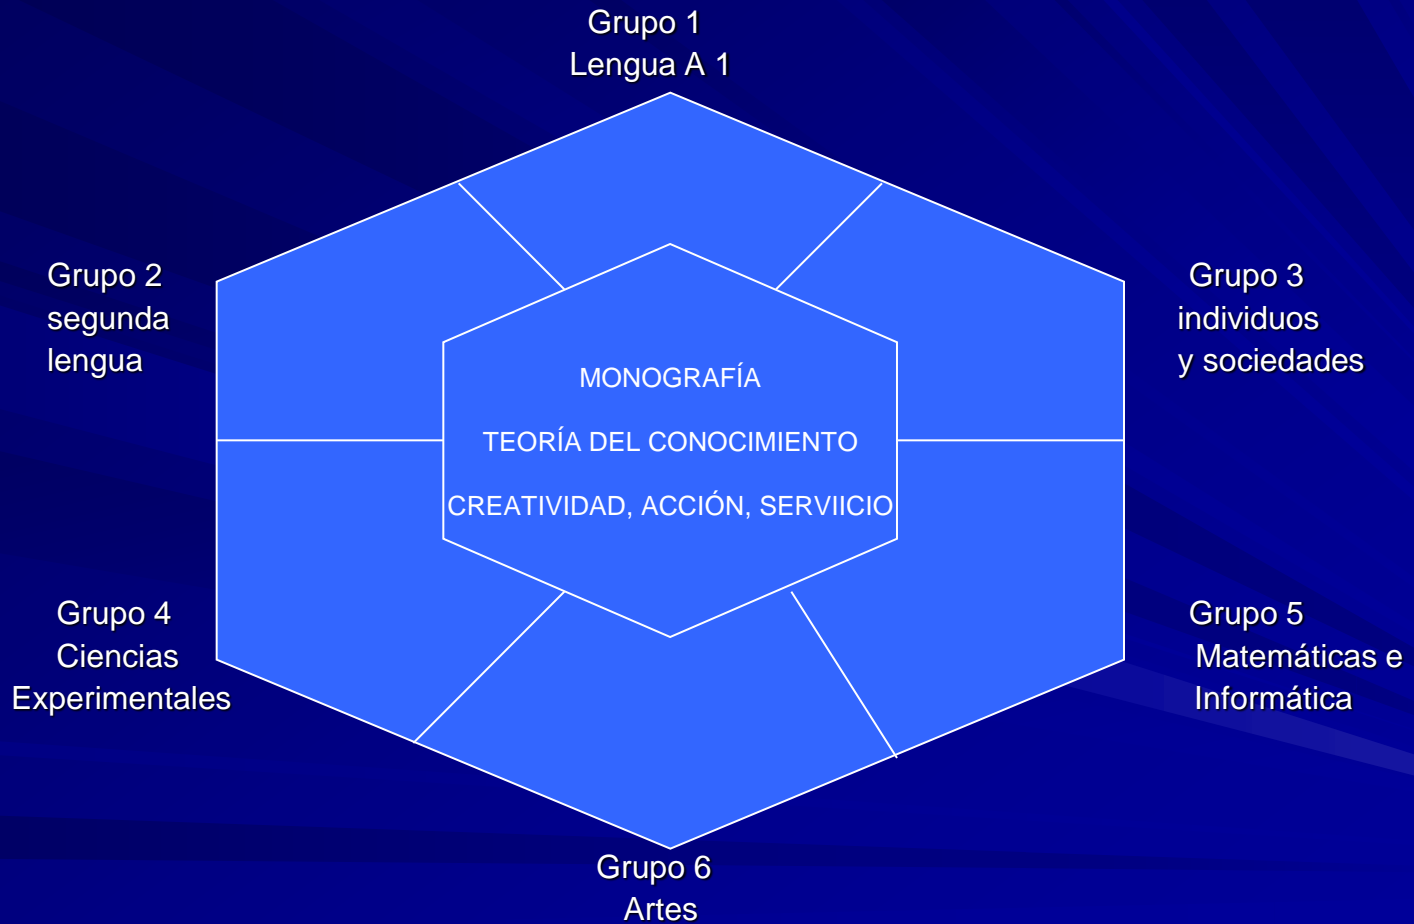 Grupo 1
Lengua A 1
Grupo 2
segunda
lengua
Grupo 3
individuos
y sociedades
MONOGRAFÍA
TEORÍA DEL CONOCIMIENTO
CREATIVIDAD, ACCIÓN, SERVIICIO
Grupo 4
Ciencias
Experimentales
Grupo 5
Matemáticas e
Informática
Grupo 6
Artes